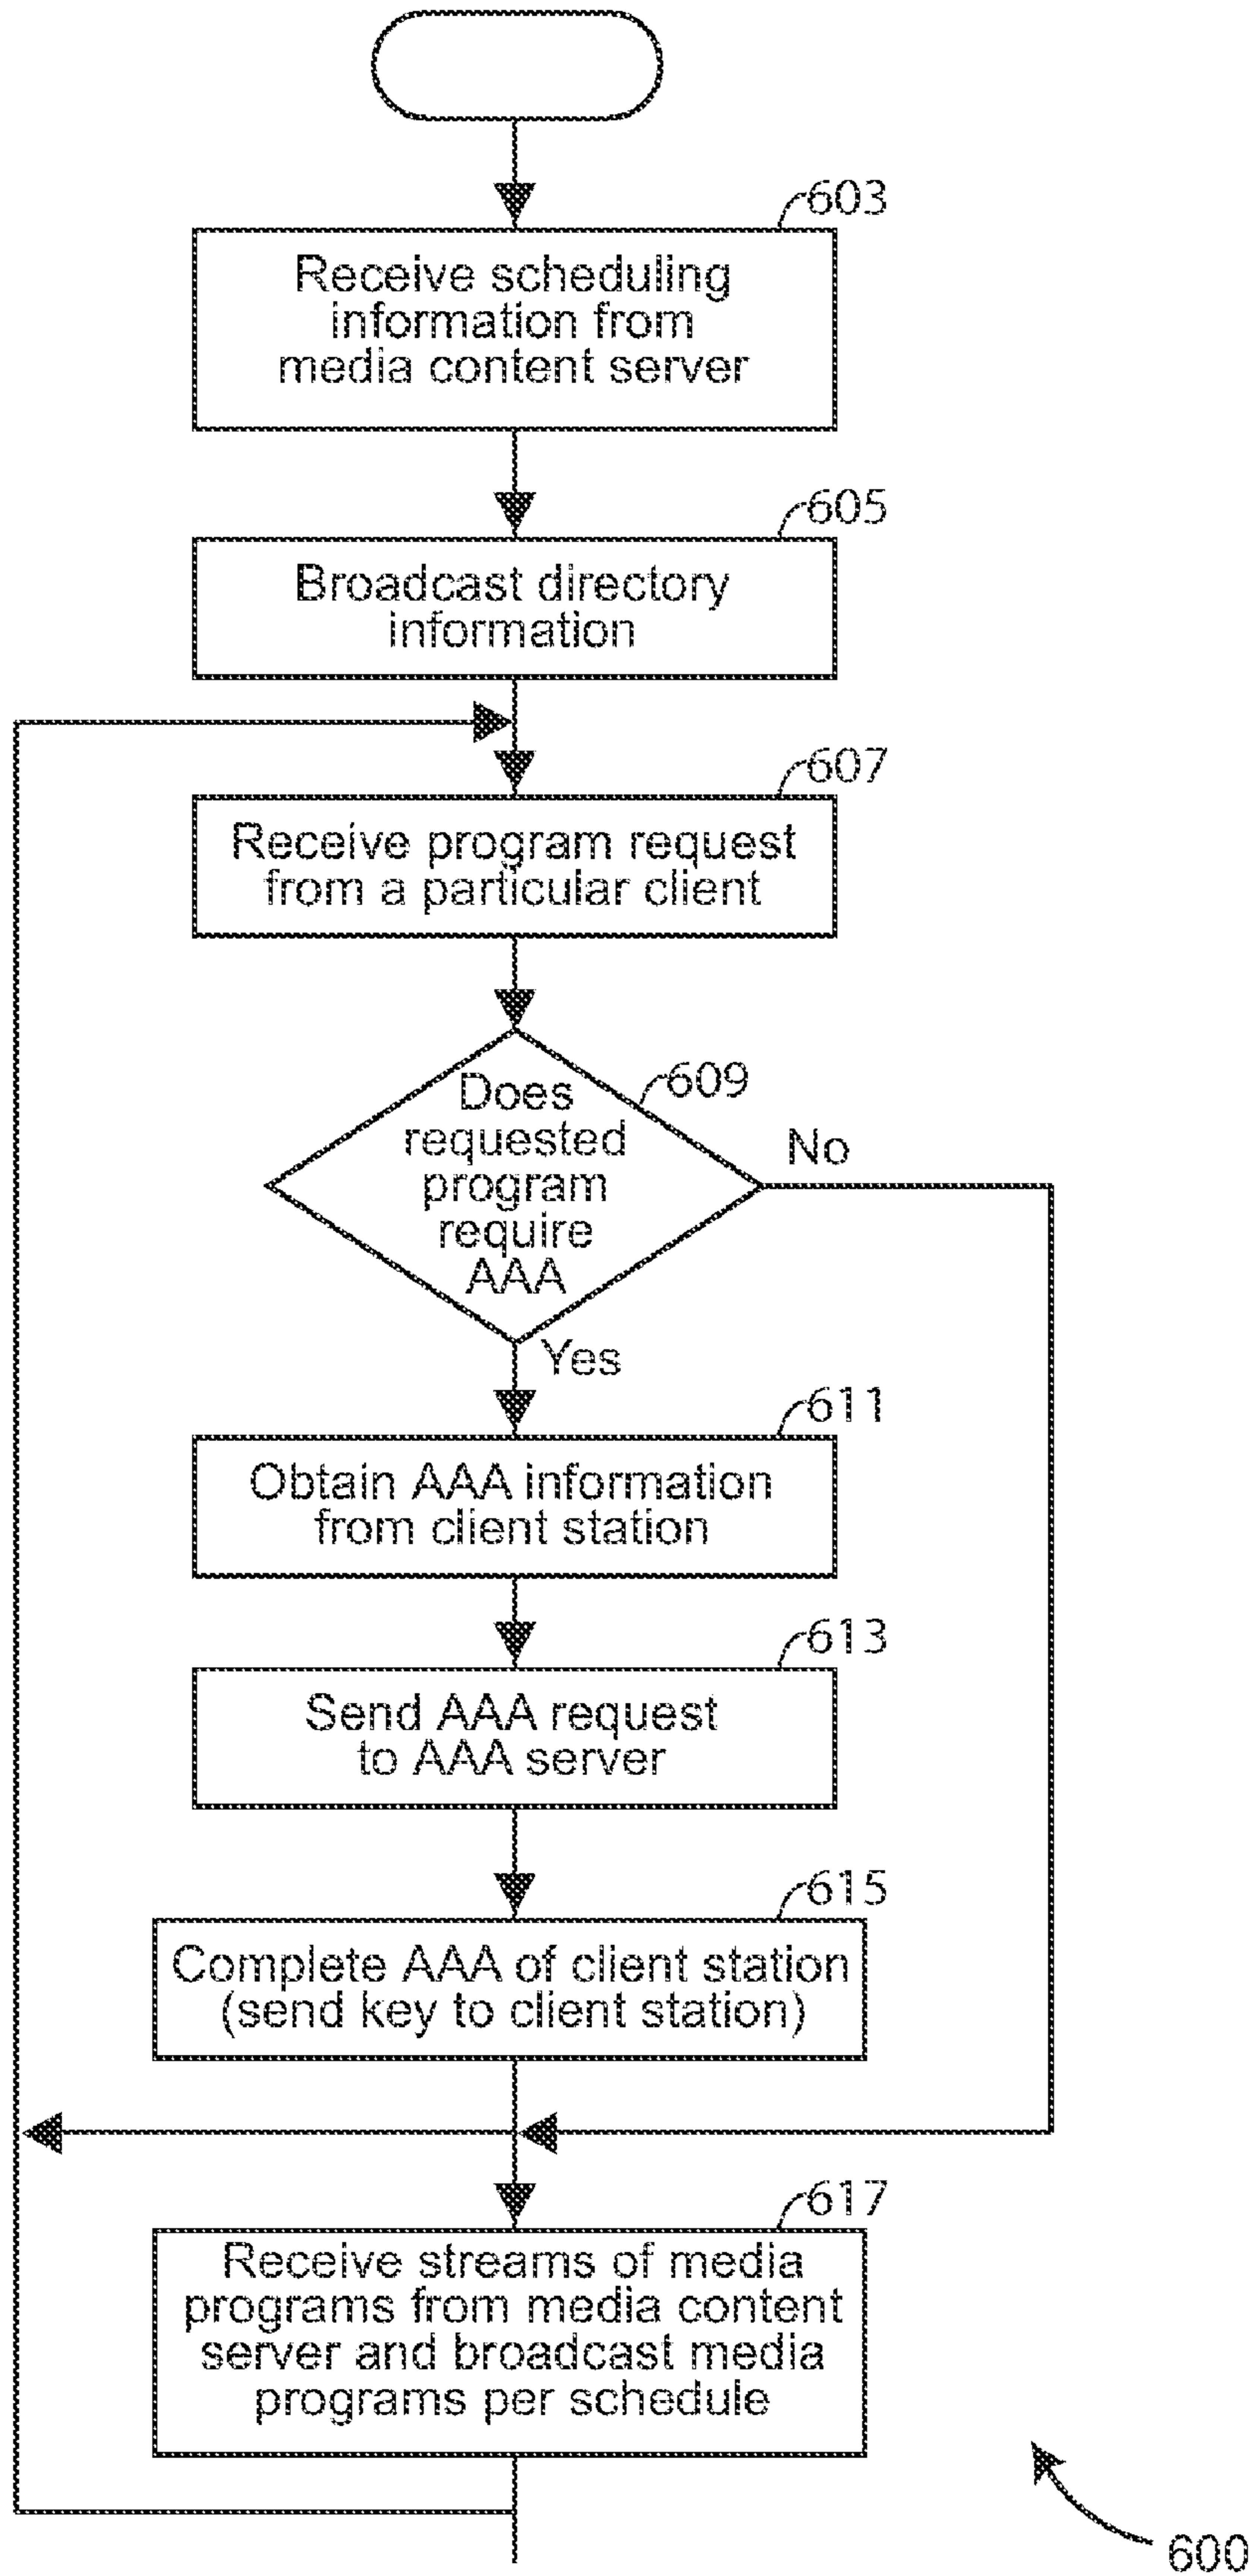 603
Receive scheduling
information from
media content server
605
Broadcast directory
information
607
Receive program request
from a particular client
609
Does
requested
program
require
AAA
No
Yes
611
Obtain AAA information
from client station
613
Send AAA request
to AAA server
615
Complete AAA of client station
(send key to client station)
617
Receive streams of media
programs from media content
server and broadcast media
programs per schedule
600